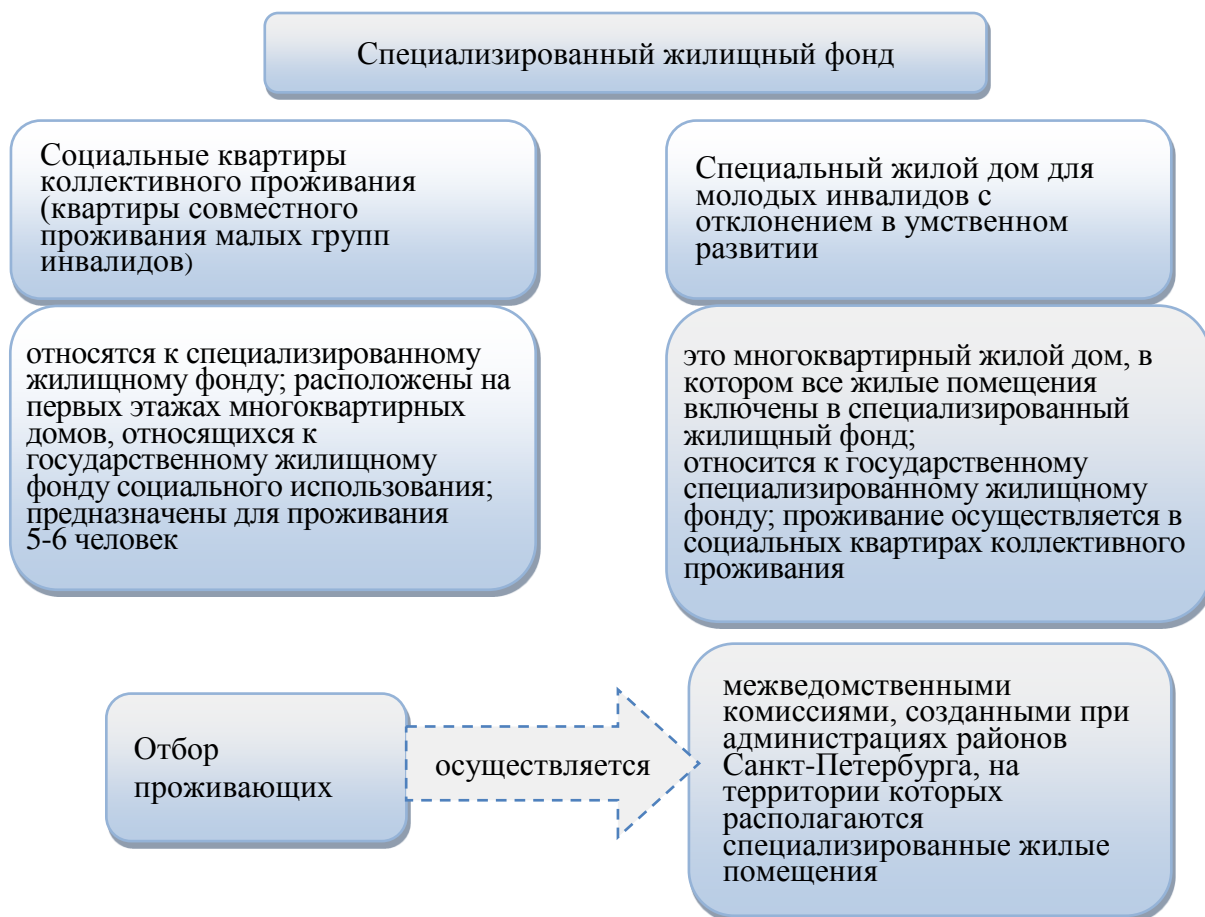 Специализированный жилищный фонд
Социальные квартиры
коллективного проживания
(квартиры совместного
проживания малых групп
инвалидов)
Специальный жилой дом для
молодых инвалидов с
отклонением в умственном
развитии
относятся к специализированному
жилищному фонду; расположены на
первых этажах многоквартирных
домов, относящихся к
государственному жилищному
фонду социального использования;
предназначены для проживания
5-6 человек
это многоквартирный жилой дом, в
котором все жилые помещения
включены в специализированный
жилищный фонд;
относится к государственному
специализированному жилищному
фонду; проживание осуществляется в
социальных квартирах коллективного
проживания
Отбор
проживающих
осуществляется
межведомственными
комиссиями, созданными при
администрациях районов
Санкт-Петербурга, на
территории которых
располагаются
специализированные жилые
помещения